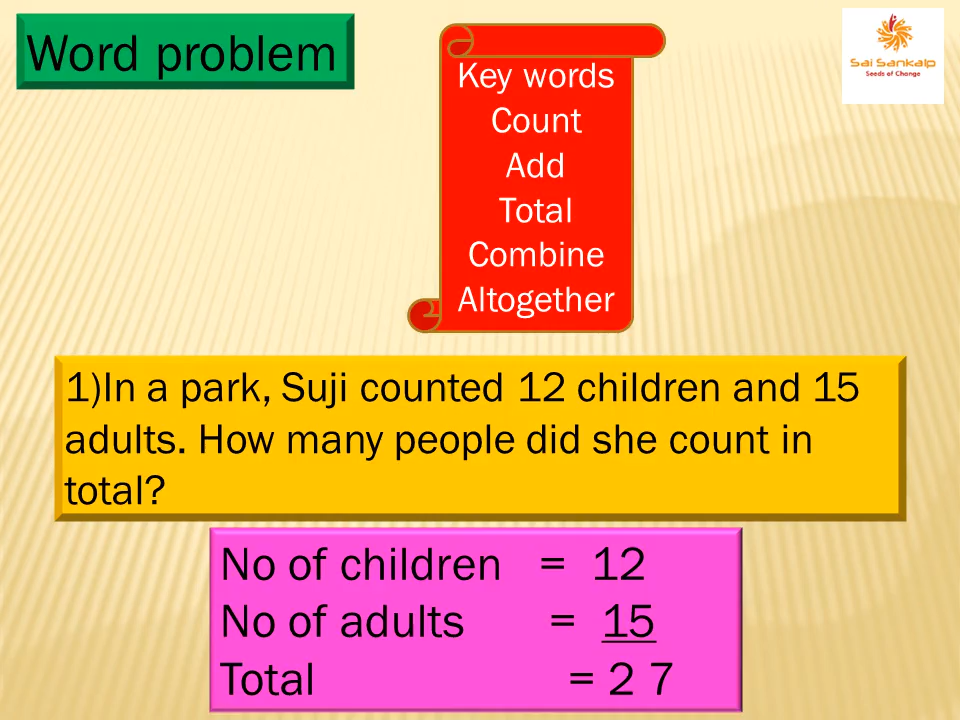 Word problem
Sai Sankalp
Seeds of Change
Key words
Count
Add
Total
Combine
Altogether
1)In a park, Suji counted 12 children and 15
adults. How many people did she count in
total?
No of children = 12
No of adults = 15
Total = 2 7